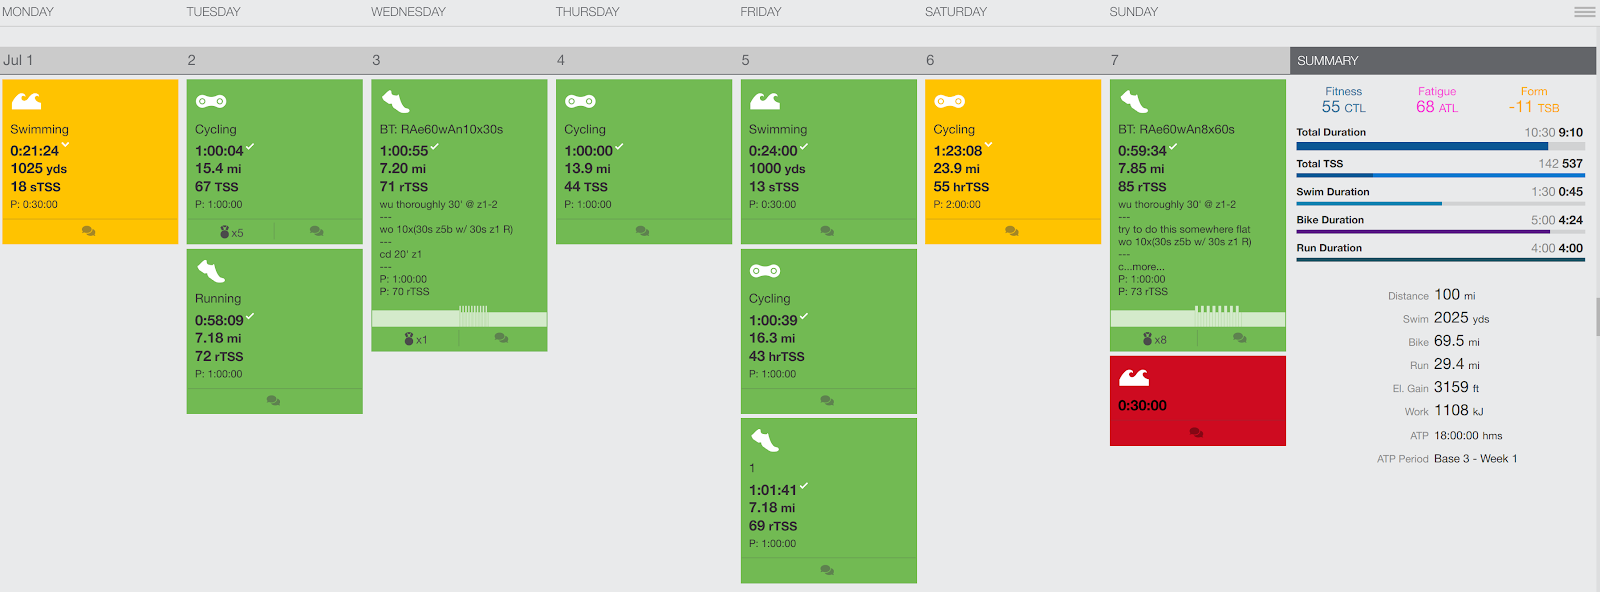 MONDAY
TUESDAY
WEDNESDAY
THURSDAY
FRIDAY
SATURDAY
SUNDAY
Jul 1
2
3
4
5
6
7
SUMMARY
Swimming
0:21:24
1025 yds
18 sTSS
P: 0:30:00
Cycling
1:00:04
15.4 mi
67 TSS
P: 1:00:00
x5
Running
0:58:09
7.18 mi
72 rTSS
P: 1:00:00
BT: RAe60wAn10x30s
1:00:55
7.20 mi
71 rTSS
wu thoroughly 30' @ z1-2
---
wo 10x(30s z5b w/ 30s z1 R)
---
cd 20' z1
---
P: 1:00:00
P: 70 rTSS
x1
Cycling
1:00:00
13.9 mi
44 TSS
P: 1:00:00
Swimming
0:24:00
1000 yds
13 sTSS
P: 0:30:00
Cycling
1:00:39
16.3 mi
43 hrTSS
P: 1:00:00
1
1:01:41
7.18 mi
69 rTSS
P: 1:00:00
Cycling
1:23:08
23.9 mi
55 hrTSS
P: 2:00:00
BT: RAe60wAn8x60s
0:59:34
7.85 mi
85 rTSS
wu thoroughly 30' @ z1-2
---
try to do this somewhere flat
wo 10x(30s z5b w/ 30s z1 R)
---
c...more...
P: 1:00:00
P: 73 rTSS
x8
0:30:00
Fitness Fatigue Form
55 CTL 68 ATL -11 TSB
Total Duration 10:30 9:10
Total TSS 142 537
Swim Duration 1:30 0:45
Bike Duration 5:00 4:24
Run Duration 4:00 4:00
Distance 100 mi
Swim 2025 yds
Bike 69.5 mi
Run 29.4 mi
El. Gain 3159 ft
Work 1108 kJ
ATP 18:00:00 hms
ATP Period Base 3 - Week 1